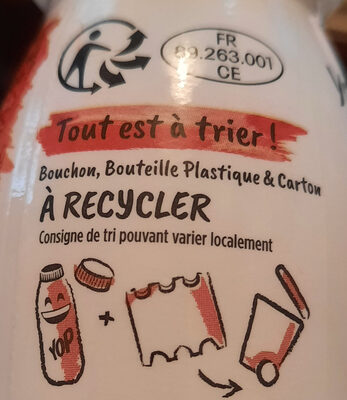 FR
89.263.001
CE
Tout est à trier !
Bouchon, Bouteille Plastique & Carton
À RECYCLER
Consigne de tri pouvant varier localement
YOP
+